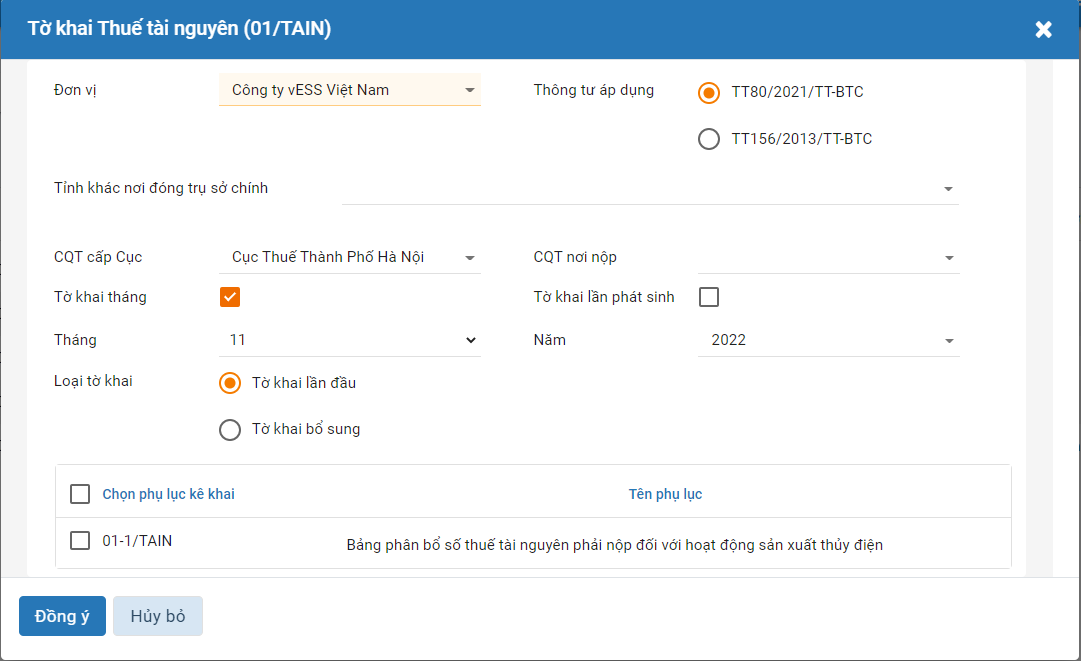 Tờ khai Thuế tài nguyên (01/TAIN)
Đơn vị
Công ty vESS Việt Nam
Thông tư áp dụng
TT80/2021/TT-BTC
TT156/2013/TT-BTC
Tỉnh khác nơi đóng trụ sở chính
CQT cấp Cục
Cục Thuế Thành Phố Hà Nội
CQT nơi nộp
Tờ khai tháng
Tờ khai lần phát sinh
Tháng
11
Năm
2022
Loại tờ khai
Tờ khai lần đầu
Tờ khai bổ sung
Chọn phụ lục kê khai
Tên phụ lục
01-1/TAIN
Bảng phân bổ số thuế tài nguyên phải nộp đối với hoạt động sản xuất thủy điện
Đồng ý
Hủy bỏ